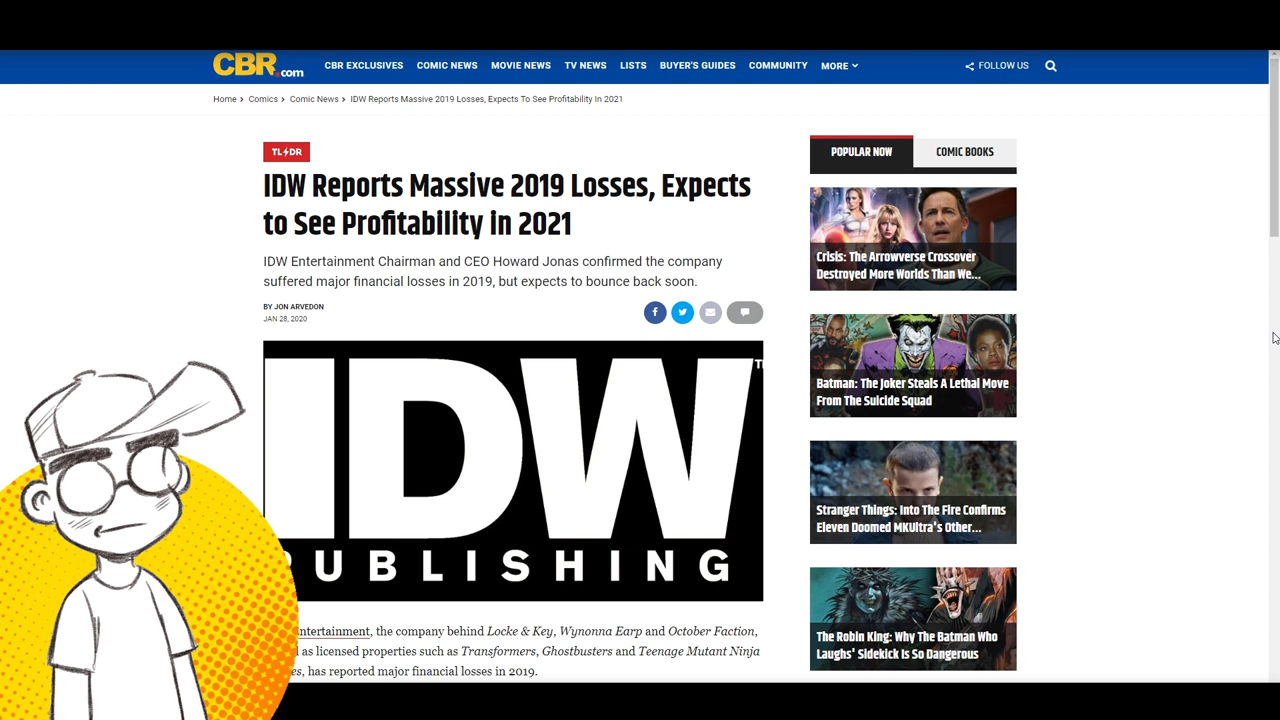 CBR.com
CBR EXCLUSIVES COMIC NEWS MOVIE NEWS TV NEWS LISTS BUYER'S GUIDES COMMUNITY MORE FOLLOW US
Home > Comics > Comic News > IDW Reports Massive 2019 Losses, Expects To See Profitability In 2021
TL DR
IDW Reports Massive 2019 Losses, Expects
to See Profitability in 2021
IDW Entertainment Chairman and CEO Howard Jonas confirmed the company
suffered major financial losses in 2019, but expects to bounce back soon.
BY JON ARVEDON
JAN 28, 2020
IDW
TM
PUBLISHING
ntertainment, the company behind Locke & Key, Wynonna Earp and October Faction,
as licensed properties such as Transformers, Ghostbusters and Teenage Mutant Ninja
es, has reported major financial losses in 2019.
POPULAR NOW COMIC BOOKS
Crisis: The Arrowverse Crossover
Destroyed More Worlds Than We...
Batman: The Joker Steals A Lethal Move
From The Suicide Squad
Stranger Things: Into The Fire Confirms
Eleven Doomed MKUltra's Other...
The Robin King: Why The Batman Who
Laughs' Sidekick Is So Dangerous